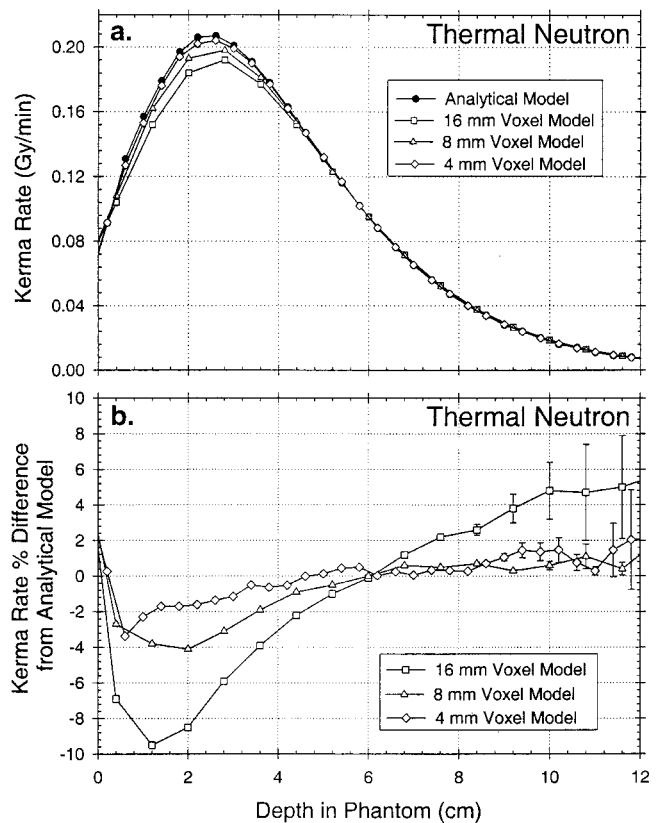 a.
Thermal Neutron
Analytical Model
16 mm Voxel Model
8 mm Voxel Model
4 mm Voxel Model
Kerma Rate (Gy/min)
0.20
0.16
0.12
0.08
0.04
0.00
b.
Thermal Neutron
Kerma Rate % Difference
from Analytical Model
10
8
6
4
2
0
-2
-4
-6
-8
-10
16 mm Voxel Model
8 mm Voxel Model
4 mm Voxel Model
0 2 4 6 8 10 12
Depth in Phantom (cm)